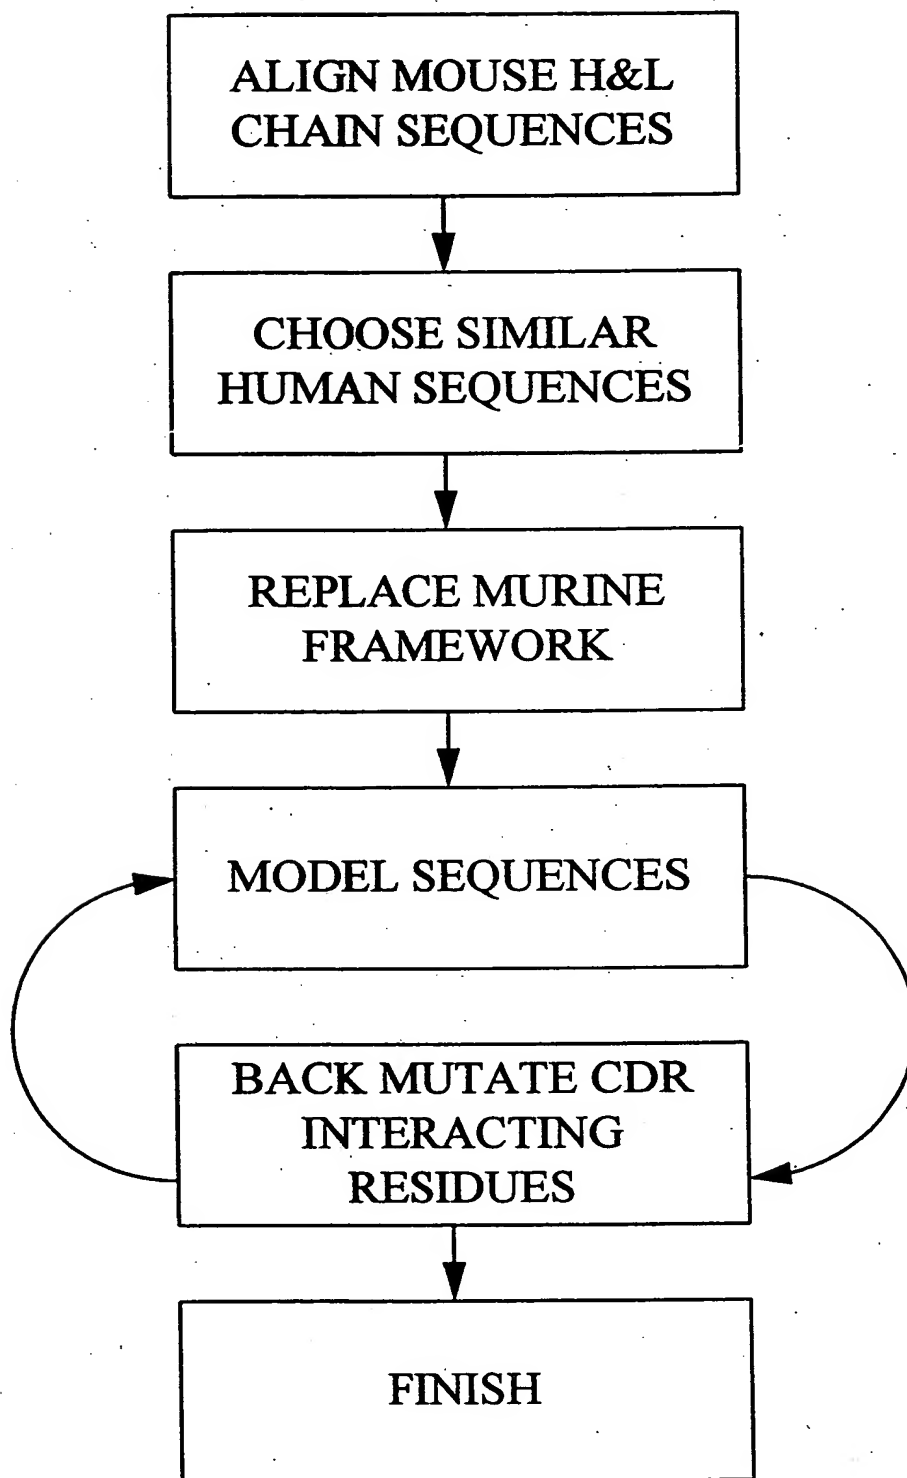 ALIGN MOUSE H&L
CHAIN SEQUENCES
CHOOSE SIMILAR
HUMAN SEQUENCES
REPLACE MURINE
FRAMEWORK
MODEL SEQUENCES
BACK MUTATE CDR
INTERACTING
RESIDUES
FINISH